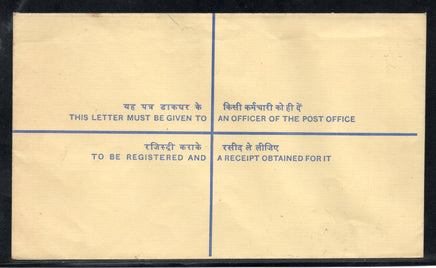 यह पत्र डाकघर के किसी कर्मचारी को ही दें
THIS LETTER MUST BE GIVEN TO AN OFFICER OF THE POST OFFICE
रजिस्ट्री कराके रसीद ले लीजिए
TO BE REGISTERED AND A RECEIPT OBTAINED FOR IT